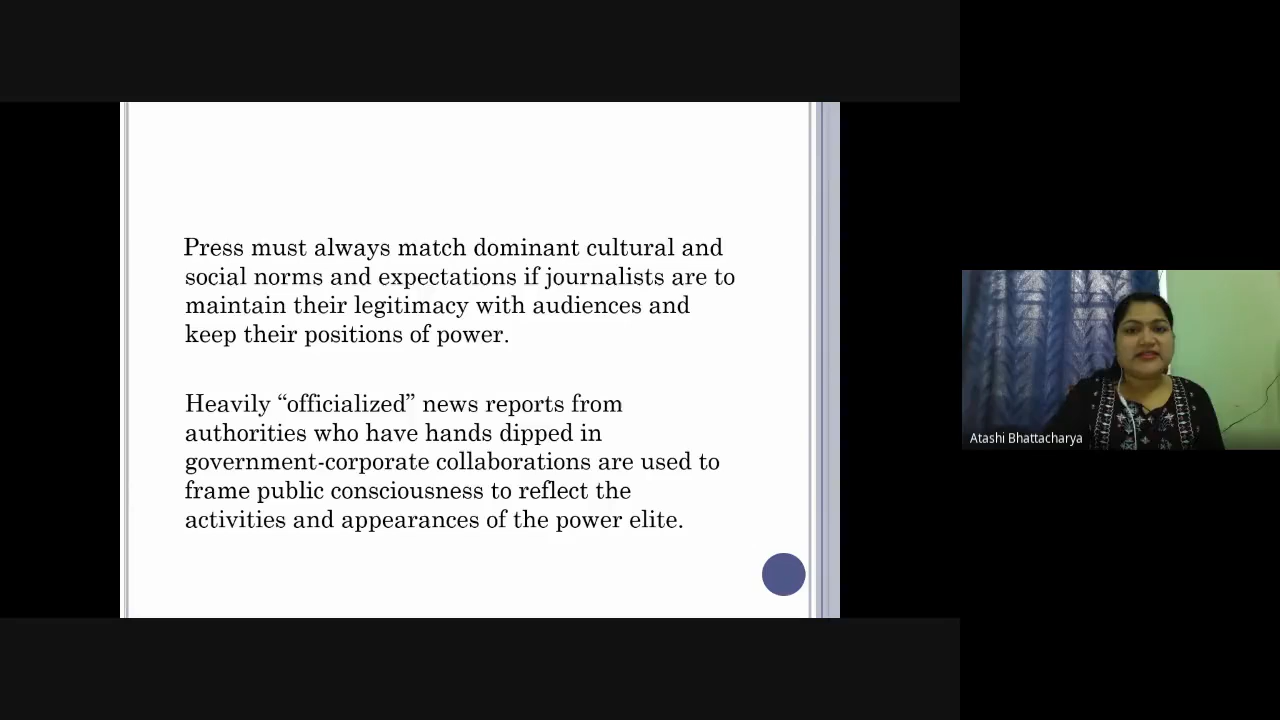 Press must always match dominant cultural and
social norms and expectations if journalists are to
maintain their legitimacy with audiences and
keep their positions of power.
Heavily “officialized” news reports from
authorities who have hands dipped in
government-corporate collaborations are used to
frame public consciousness to reflect the
activities and appearances of the power elite.
Atashi Bhattacharya